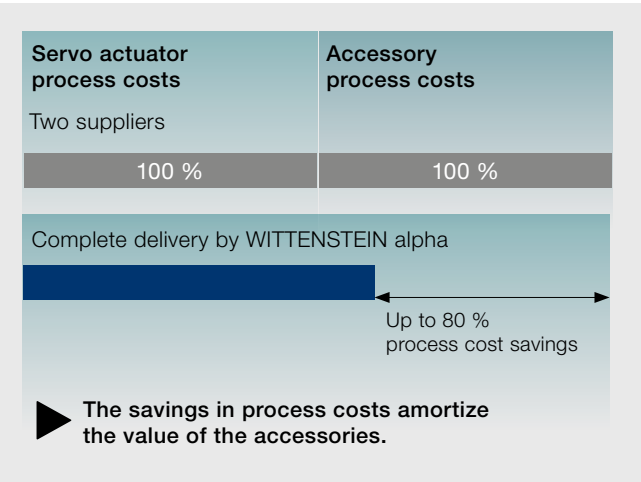 Servo actuator
process costs
Accessory
process costs
Two suppliers
100 %
100 %
Complete delivery by WITTENSTEIN alpha
Up to 80 %
process cost savings
The savings in process costs amortize
the value of the accessories.